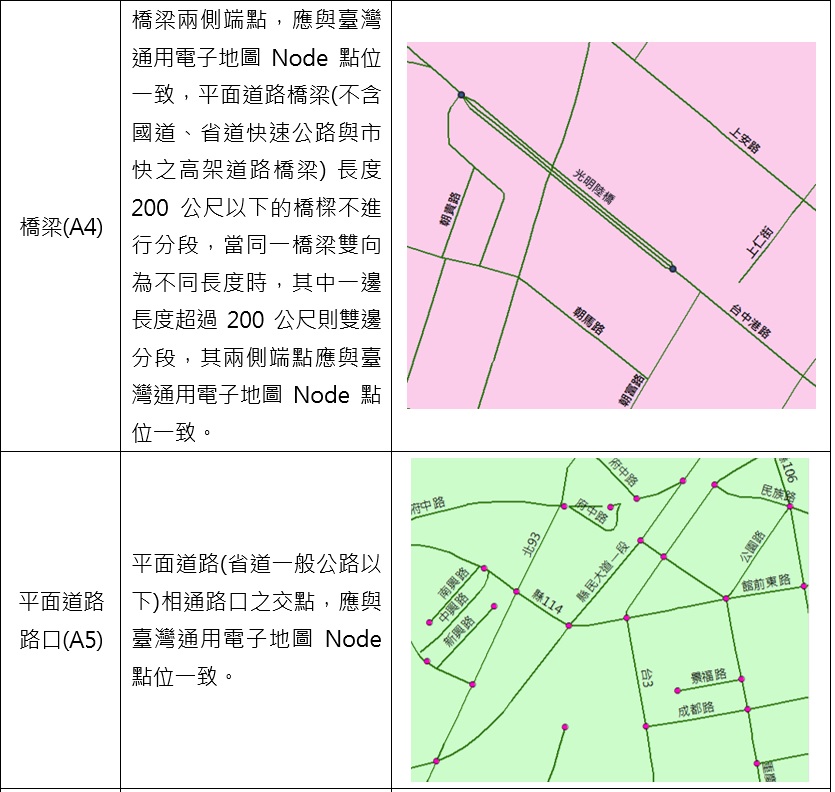 橋梁(A4)
橋梁兩側端點，應與臺灣
通用電子地圖 Node 點位
一致，平面道路橋梁(不含
國道、省道快速公路與市
快之高架道路橋梁) 長度
200 公尺以下的橋樑不進
行分段，當同一橋梁雙向
為不同長度時，其中一邊
長度超過 200 公尺則雙邊
分段，其兩側端點應與臺
灣通用電子地圖 Node 點
位一致。
上安路
光明陸橋
朝貴路
上仁街
台中港路
朝馬路
朝富路
平面道路
路口(A5)
平面道路(省道一般公路以
下)相通路口之交點，應與
臺灣通用電子地圖 Node
點位一致。
府中路
縣106
民族路
府中路
府中路
北93
公園路
縣民大道一段
南興路
中興路
新興路
縣114
館前東路
台3
景福路
成都路